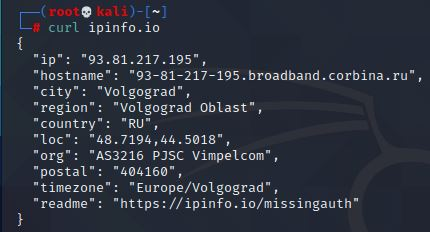 ┌──(root💀kali)-[~]
└─# curl ipinfo.io
{
  "ip": "93.81.217.195",
  "hostname": "93-81-217-195.broadband.corbina.ru",
  "city": "Volgograd",
  "region": "Volgograd Oblast",
  "country": "RU",
  "loc": "48.7194,44.5018",
  "org": "AS3216 PJSC Vimpelcom",
  "postal": "404160",
  "timezone": "Europe/Volgograd",
  "readme": "https://ipinfo.io/missingauth"
}